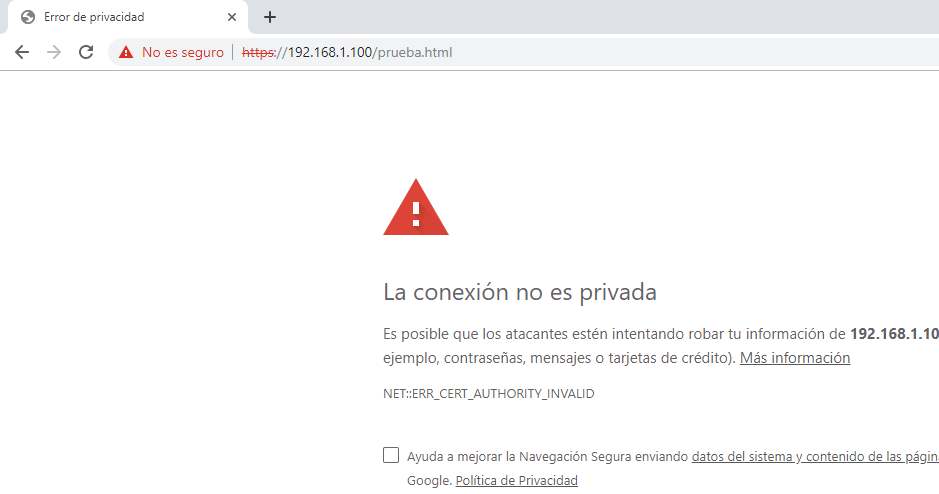 Error de privacidad
No es seguro | https://192.168.1.100/prueba.html
La conexión no es privada
Es posible que los atacantes estén intentando robar tu información de 192.168.1.10
ejemplo, contraseñas, mensajes o tarjetas de crédito). Más información
NET::ERR_CERT_AUTHORITY_INVALID
Ayuda a mejorar la Navegación Segura enviando datos del sistema y contenido de las págin
Google. Política de Privacidad